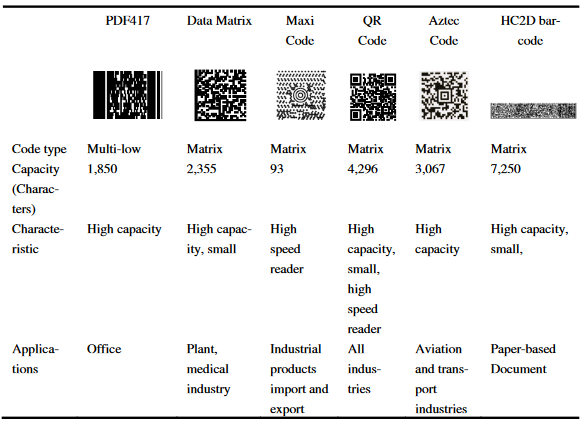 PDF417 Data Matrix Maxi Code QR Code Aztec Code HC2D bar-code
Code type Multi-low Matrix Matrix Matrix Matrix Matrix
Capacity (Charac-ters) 1,850 2,355 93 4,296 3,067 7,250
Characte-ristic High capacity High capac-ity, small High speed reader High capacity, small, high speed reader High capacity High capacity, small,
Applica-tions Office Plant, medical industry Industrial products import and export All indus-tries Aviation and trans-port industries Paper-based Document